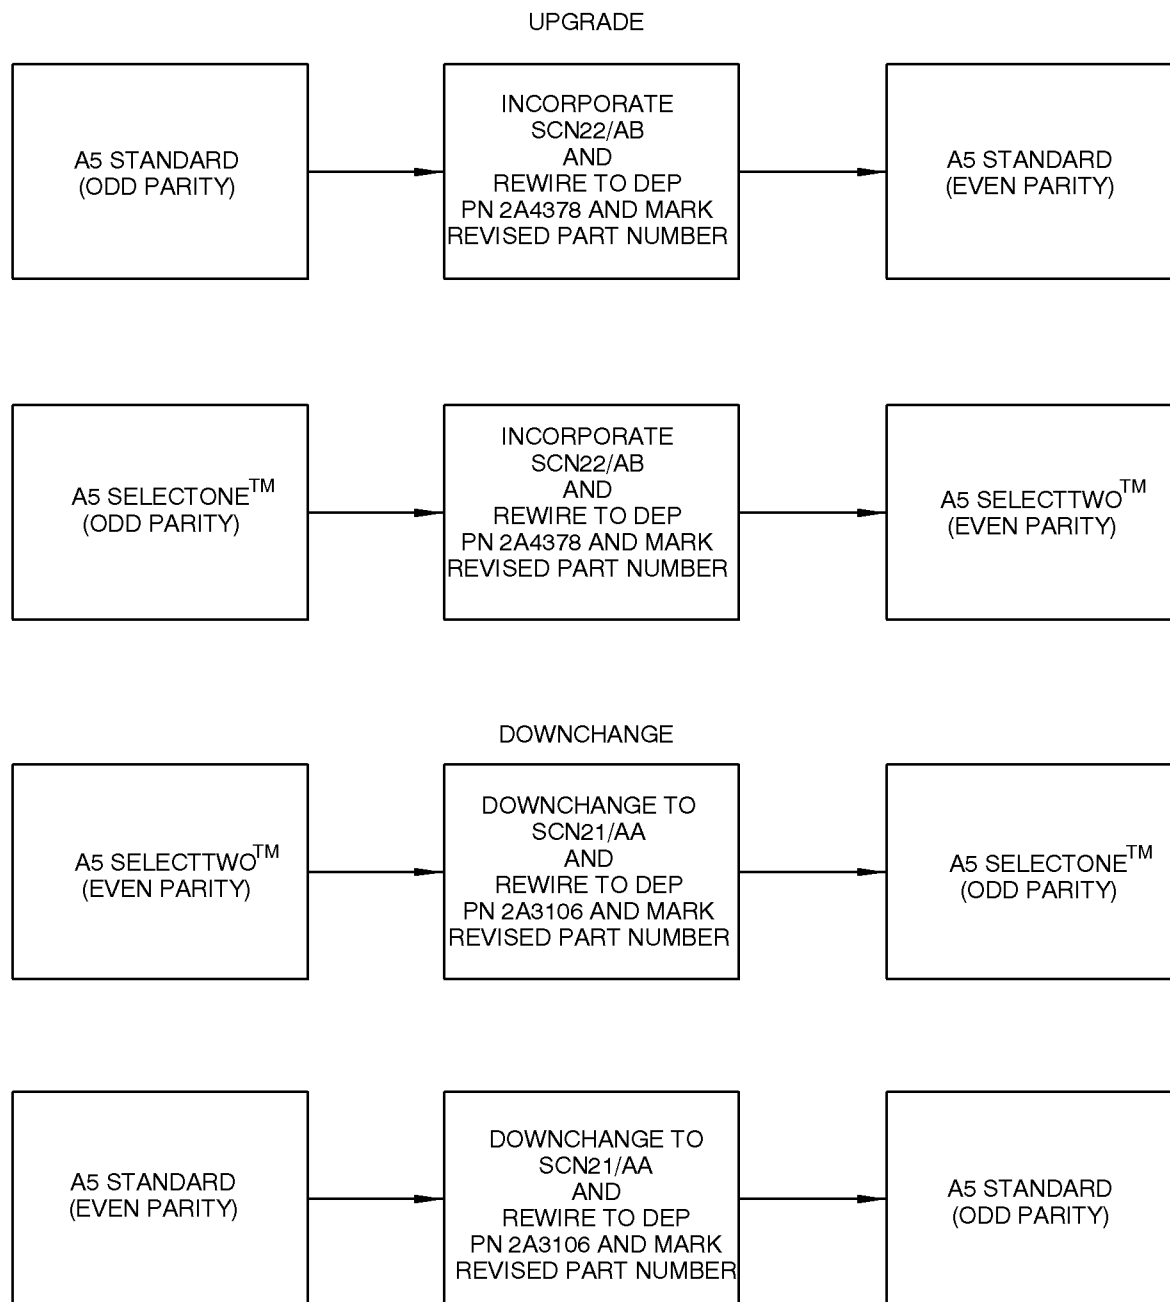 UPGRADE
A5 STANDARD
(ODD PARITY)
INCORPORATE
SCN22/AB
AND
REWIRE TO DEP
PN 2A4378 AND MARK
REVISED PART NUMBER
A5 STANDARD
(EVEN PARITY)
A5 SELECTONE™
(ODD PARITY)
INCORPORATE
SCN22/AB
AND
REWIRE TO DEP
PN 2A4378 AND MARK
REVISED PART NUMBER
A5 SELECTTWO™
(EVEN PARITY)
DOWNCHANGE
A5 SELECTTWO™
(EVEN PARITY)
DOWNCHANGE TO
SCN21/AA
AND
REWIRE TO DEP
PN 2A3106 AND MARK
REVISED PART NUMBER
A5 SELECTONE™
(ODD PARITY)
A5 STANDARD
(EVEN PARITY)
DOWNCHANGE TO
SCN21/AA
AND
REWIRE TO DEP
PN 2A3106 AND MARK
REVISED PART NUMBER
A5 STANDARD
(ODD PARITY)